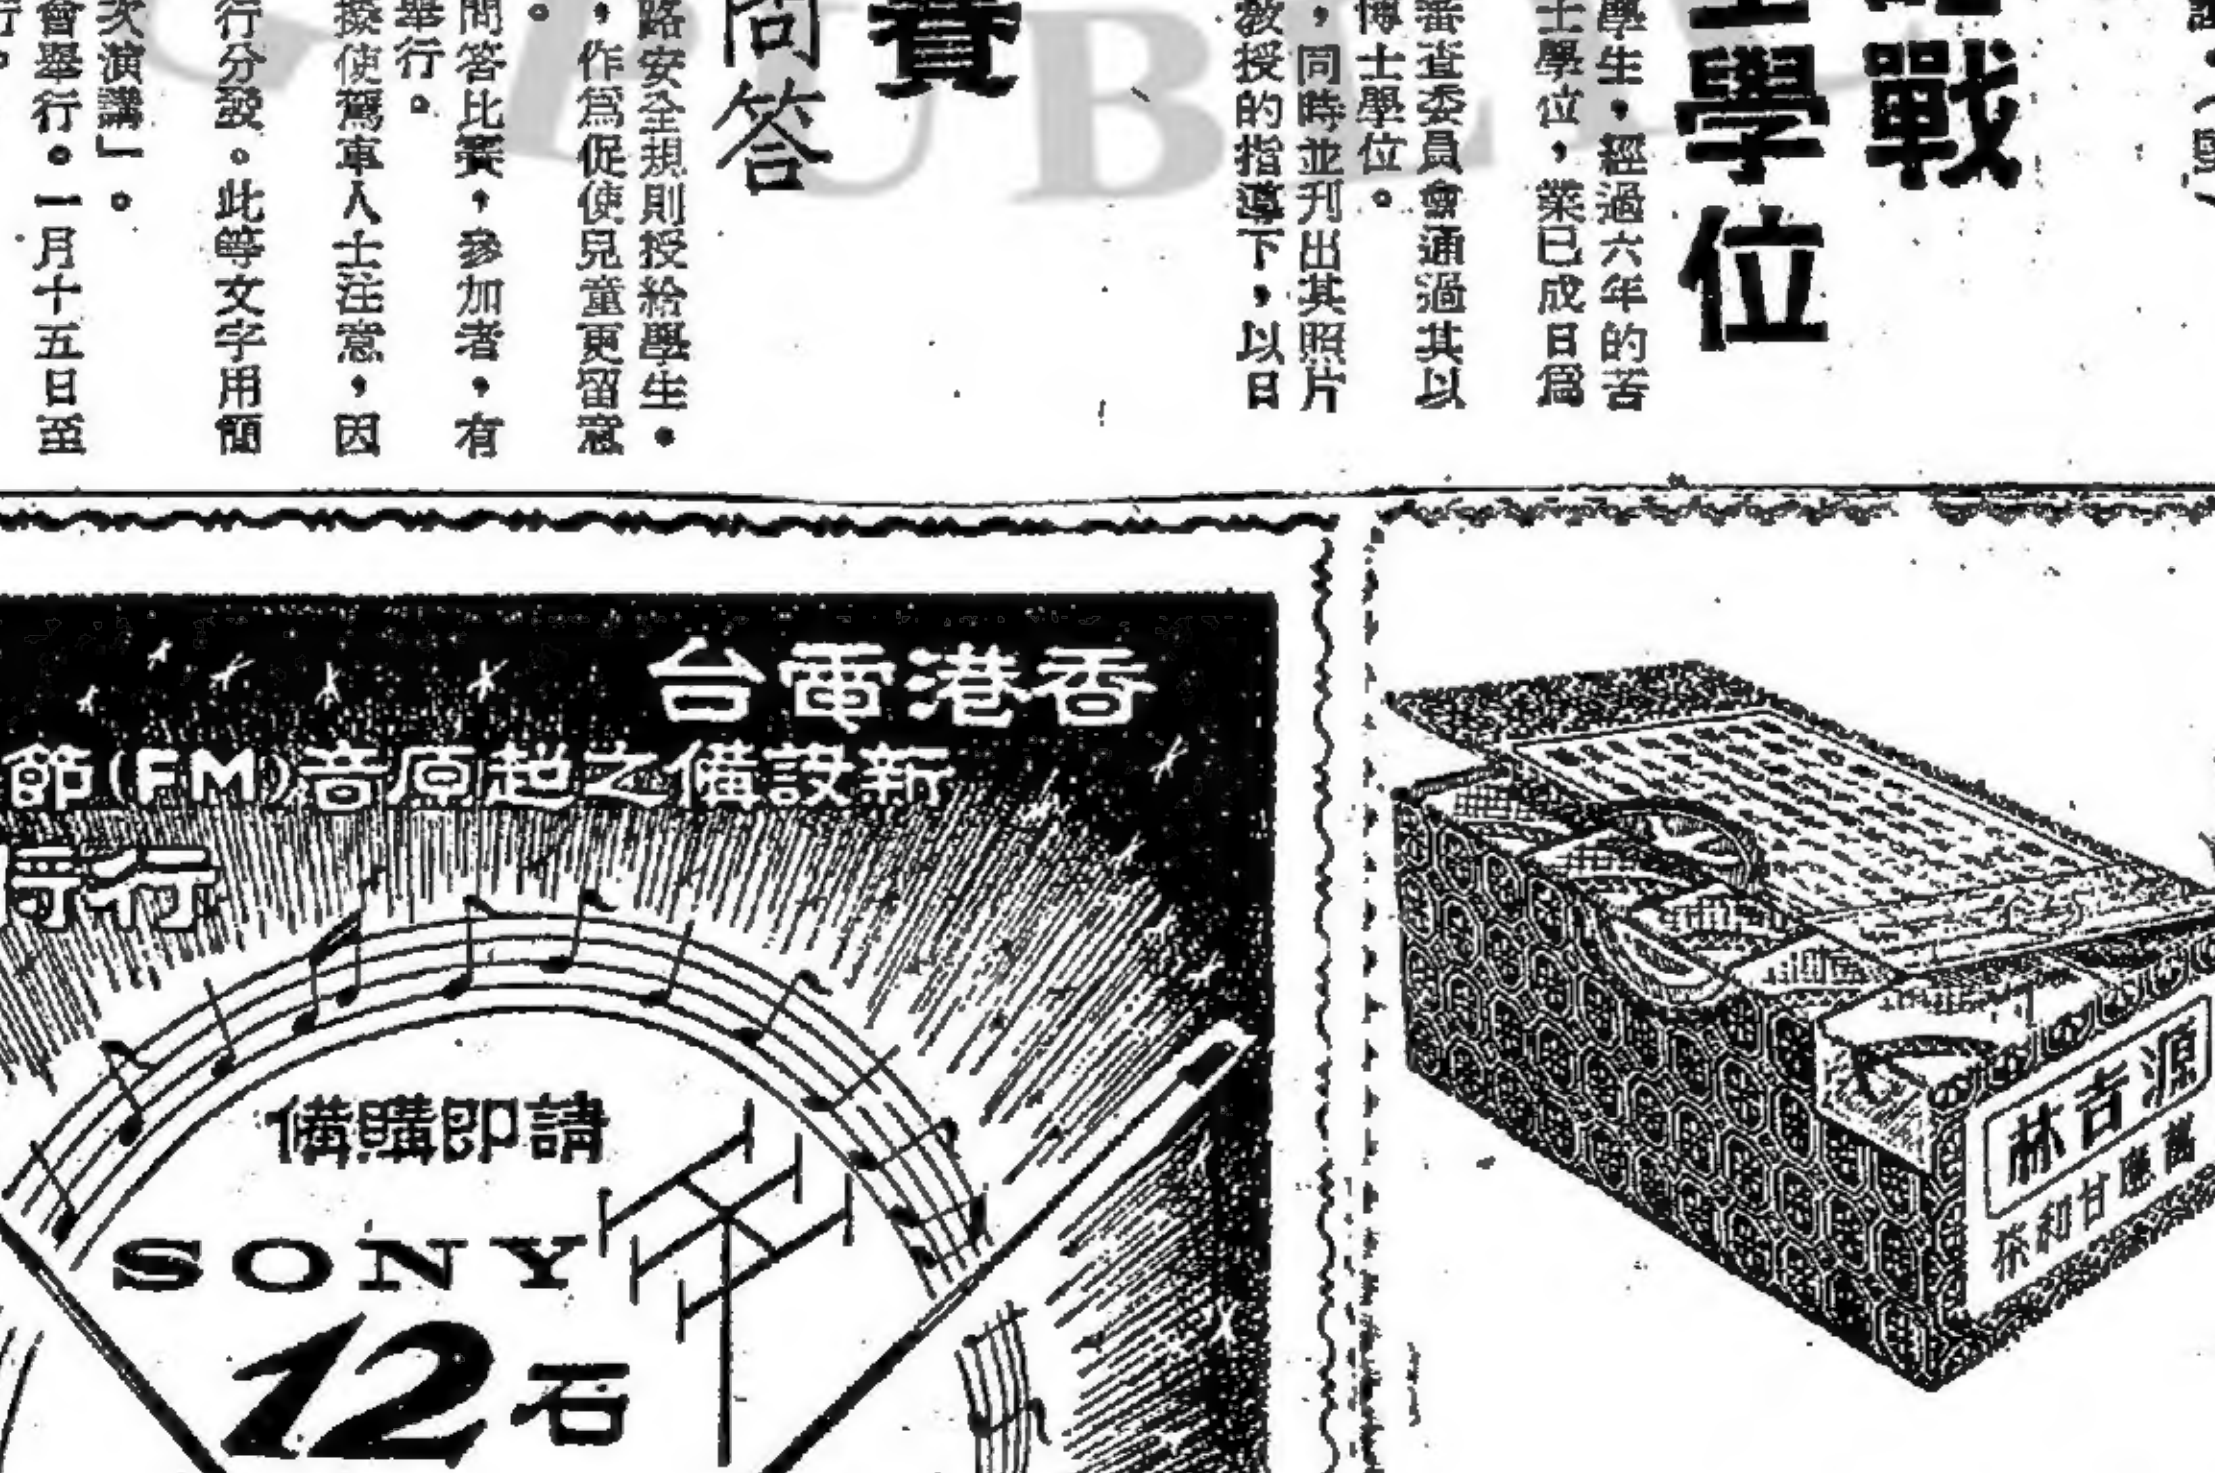 戰
學位
學生，經過六年的苦
士學位，業已成日爲
審查委員會通過其以
博士學位。
，同時並刊出其照片
教授的指導下，以日
賽
問答
路安全規則授給學生。
，作爲促使兒童更留意
。
問答比賽，參加者，有
舉行。
擬使駕車人士注意，因
行分發。此等文字用簡
次演講」。
會舉行。一月十五日至
行。
PUBL
香港電台
新設備之超原音(FM)節
行
請即購備
SONY
12石
源吉林
甘和茶